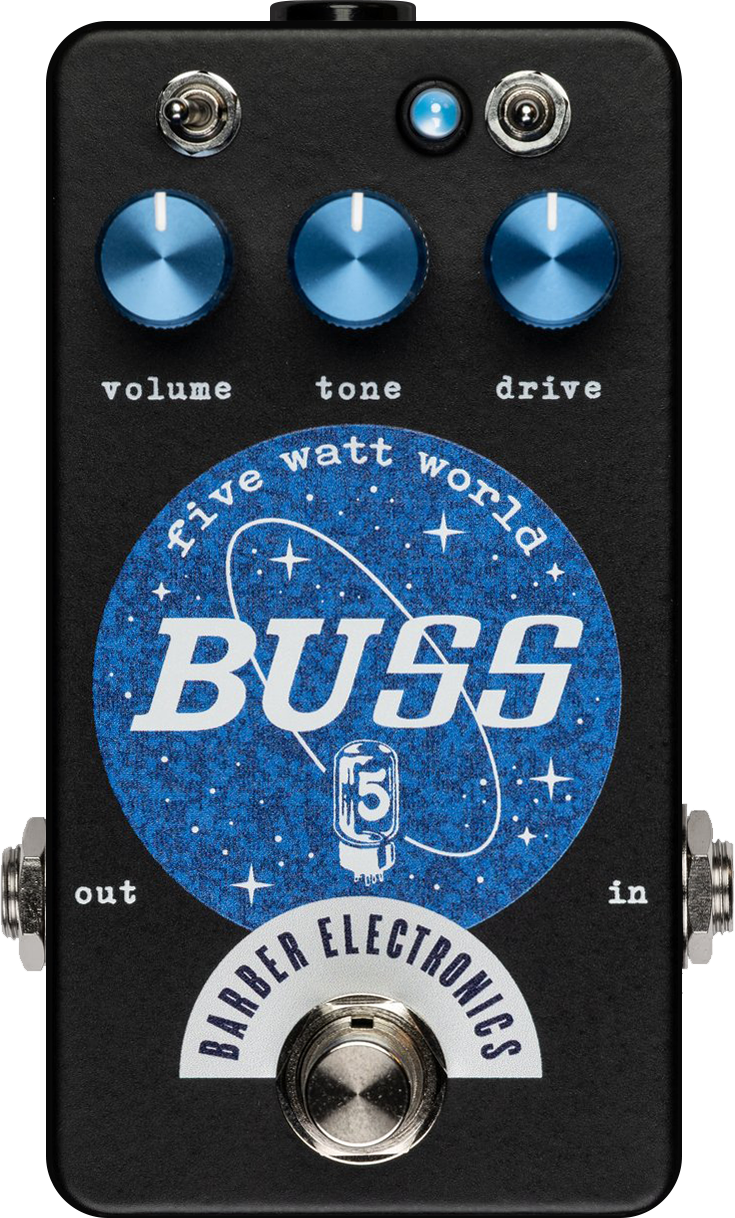 volume tone drive
five watt world
BUSS
5
out in
BARBER ELECTRONICS